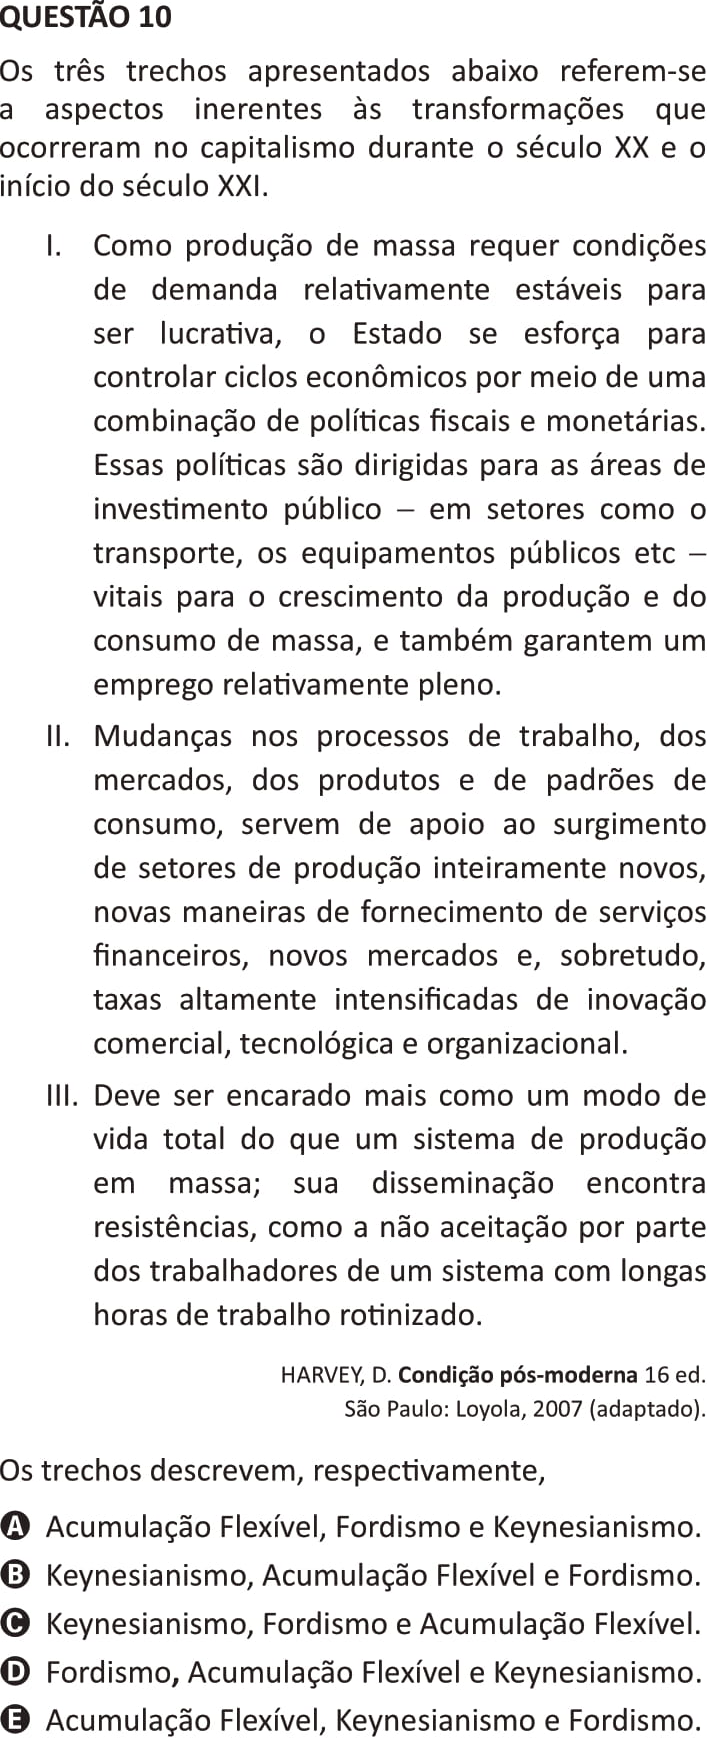 QUESTÃO 10
Os três trechos apresentados abaixo referem-se
a aspectos inerentes às transformações que
ocorreram no capitalismo durante o século XX e o
início do século XXI.
I. Como produção de massa requer condições
de demanda relativamente estáveis para
ser lucrativa, o Estado se esforça para
controlar ciclos econômicos por meio de uma
combinação de políticas fiscais e monetárias.
Essas políticas são dirigidas para as áreas de
investimento público – em setores como o
transporte, os equipamentos públicos etc –
vitais para o crescimento da produção e do
consumo de massa, e também garantem um
emprego relativamente pleno.
II. Mudanças nos processos de trabalho, dos
mercados, dos produtos e de padrões de
consumo, servem de apoio ao surgimento
de setores de produção inteiramente novos,
novas maneiras de fornecimento de serviços
financeiros, novos mercados e, sobretudo,
taxas altamente intensificadas de inovação
comercial, tecnológica e organizacional.
III. Deve ser encarado mais como um modo de
vida total do que um sistema de produção
em massa; sua disseminação encontra
resistências, como a não aceitação por parte
dos trabalhadores de um sistema com longas
horas de trabalho rotinizado.
HARVEY, D. Condição pós-moderna 16 ed.
São Paulo: Loyola, 2007 (adaptado).
Os trechos descrevem, respectivamente,
A Acumulação Flexível, Fordismo e Keynesianismo.
B Keynesianismo, Acumulação Flexível e Fordismo.
C Keynesianismo, Fordismo e Acumulação Flexível.
D Fordismo, Acumulação Flexível e Keynesianismo.
E Acumulação Flexível, Keynesianismo e Fordismo.